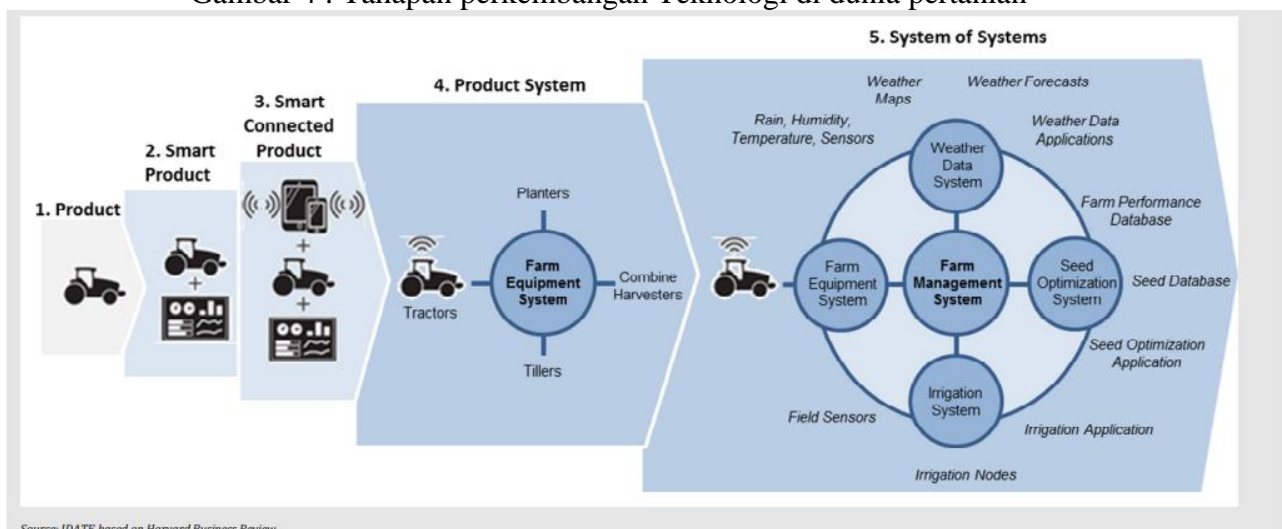 Gambar 4 : Tahapan perkembangan Teknologi di dunia pertanian
1. Product
2. Smart
Product
3. Smart
Connected
Product
4. Product System
Planters
Tractors
Farm
Equipment
System
Combine
Harvesters
Tillers
5. System of Systems
Weather
Maps
Weather Forecasts
Rain, Humidity,
Temperature, Sensors
Weather Data
Applications
Weather
Data
System
Farm Performance
Database
Farm
Equipment
System
Farm
Management
System
Seed
Optimization
System
Seed Database
Seed Optimization
Application
Irrigation
System
Field Sensors
Irrigation Application
Irrigation Nodes
Source: IDATE based on Harvard Business Review